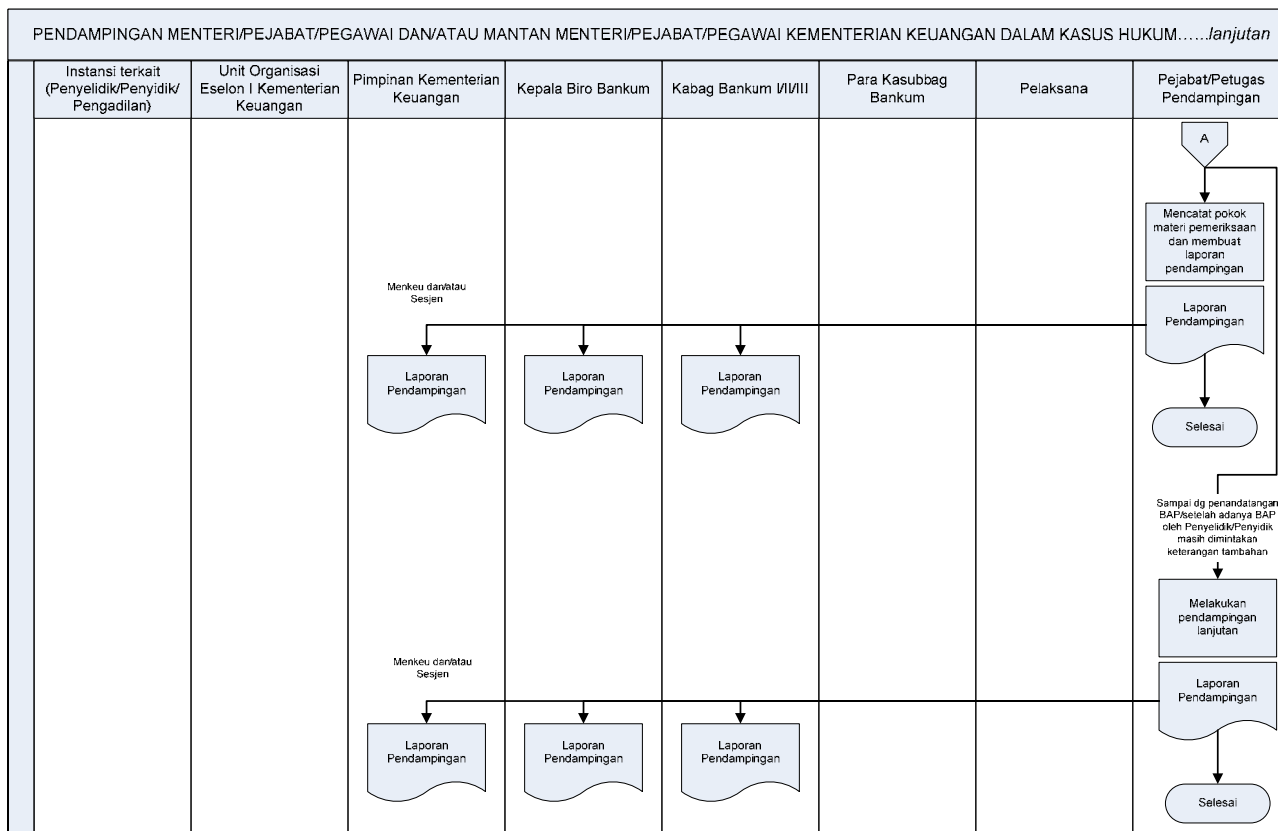 PENDAMPINGAN MENTERI/PEJABAT/PEGAWAI DAN/ATAU MANTAN MENTERI/PEJABAT/PEGAWAI KEMENTERIAN KEUANGAN DALAM KASUS HUKUM……lanjutan
Instansi terkait
(Penyelidik/Penyidik/
Pengadilan)
Unit Organisasi
Eselon I Kementerian
Keuangan
Pimpinan Kementerian
Keuangan
Kepala Biro Bankum
Kabag Bankum I/II/III
Para Kasubbag
Bankum
Pelaksana
Pejabat/Petugas
Pendampingan
A
Mencatat pokok
materi pemeriksaan
dan membuat
laporan
pendampingan
Menkeu dan/atau
Sesjen
Laporan
Pendampingan
Laporan
Pendampingan
Laporan
Pendampingan
Laporan
Pendampingan
Selesai
Sampai dg penandatangan
BAP/setelah adanya BAP
oleh Penyelidik/Penyidik
masih dimintakan
keterangan tambahan
Melakukan
pendampingan
lanjutan
Menkeu dan/atau
Sesjen
Laporan
Pendampingan
Laporan
Pendampingan
Laporan
Pendampingan
Laporan
Pendampingan
Selesai